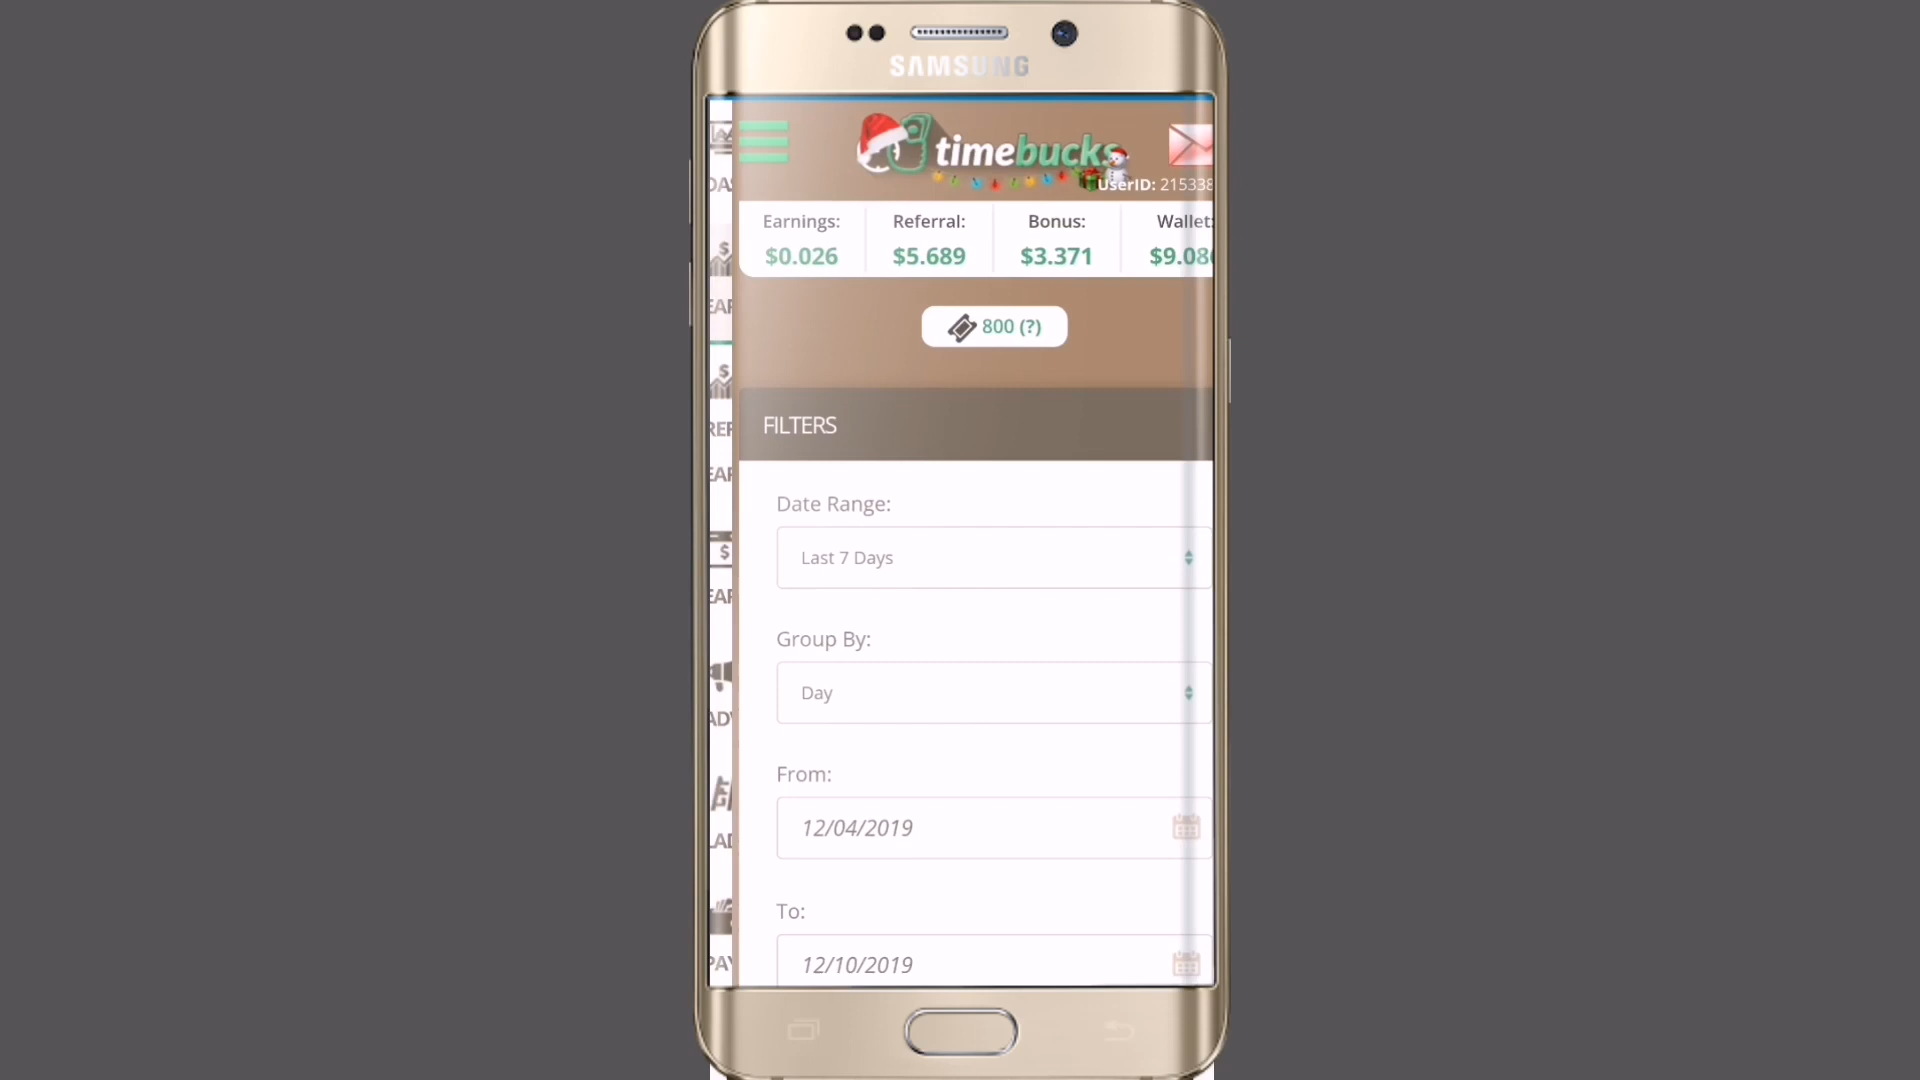 SAMSUNG
timebucks
UserID: 215338
Earnings: Referral: Bonus: Wallet:
$0.026 $5.689 $3.371 $9.08
800 (?)
FILTERS
Date Range:
Last 7 Days
Group By:
Day
From:
12/04/2019
To:
12/10/2019